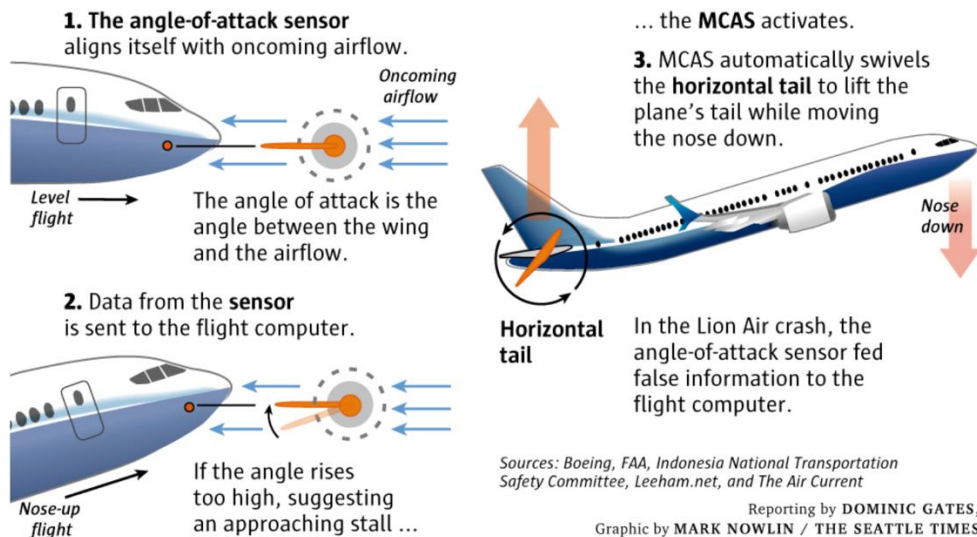 1. The angle-of-attack sensor
aligns itself with oncoming airflow.
Oncoming
airflow
Level
flight
The angle of attack is the
angle between the wing
and the airflow.
2. Data from the sensor
is sent to the flight computer.
Nose-up
flight
If the angle rises
too high, suggesting
an approaching stall ...
... the MCAS activates.
3. MCAS automatically swivels
the horizontal tail to lift the
plane’s tail while moving
the nose down.
Nose
down
Horizontal
tail
In the Lion Air crash, the
angle-of-attack sensor fed
false information to the
flight computer.
Sources: Boeing, FAA, Indonesia National Transportation
Safety Committee, Leeham.net, and The Air Current
Reporting by DOMINIC GATES,
Graphic by MARK NOWLIN / THE SEATTLE TIMES